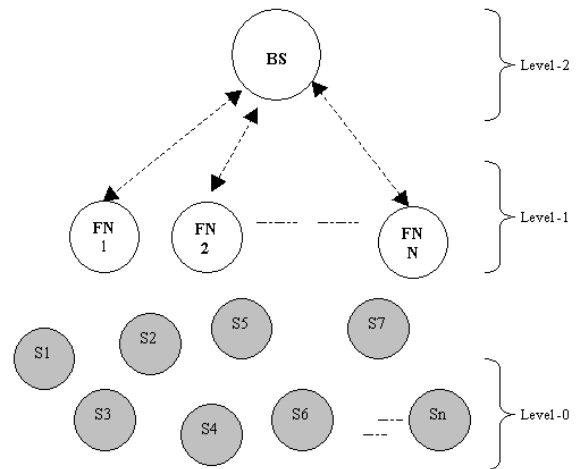 BS
Level-2
FN
1
FN
2
FN
N
Level-1
S1
S2
S5
S7
S3
S4
S6
Sn
Level-0